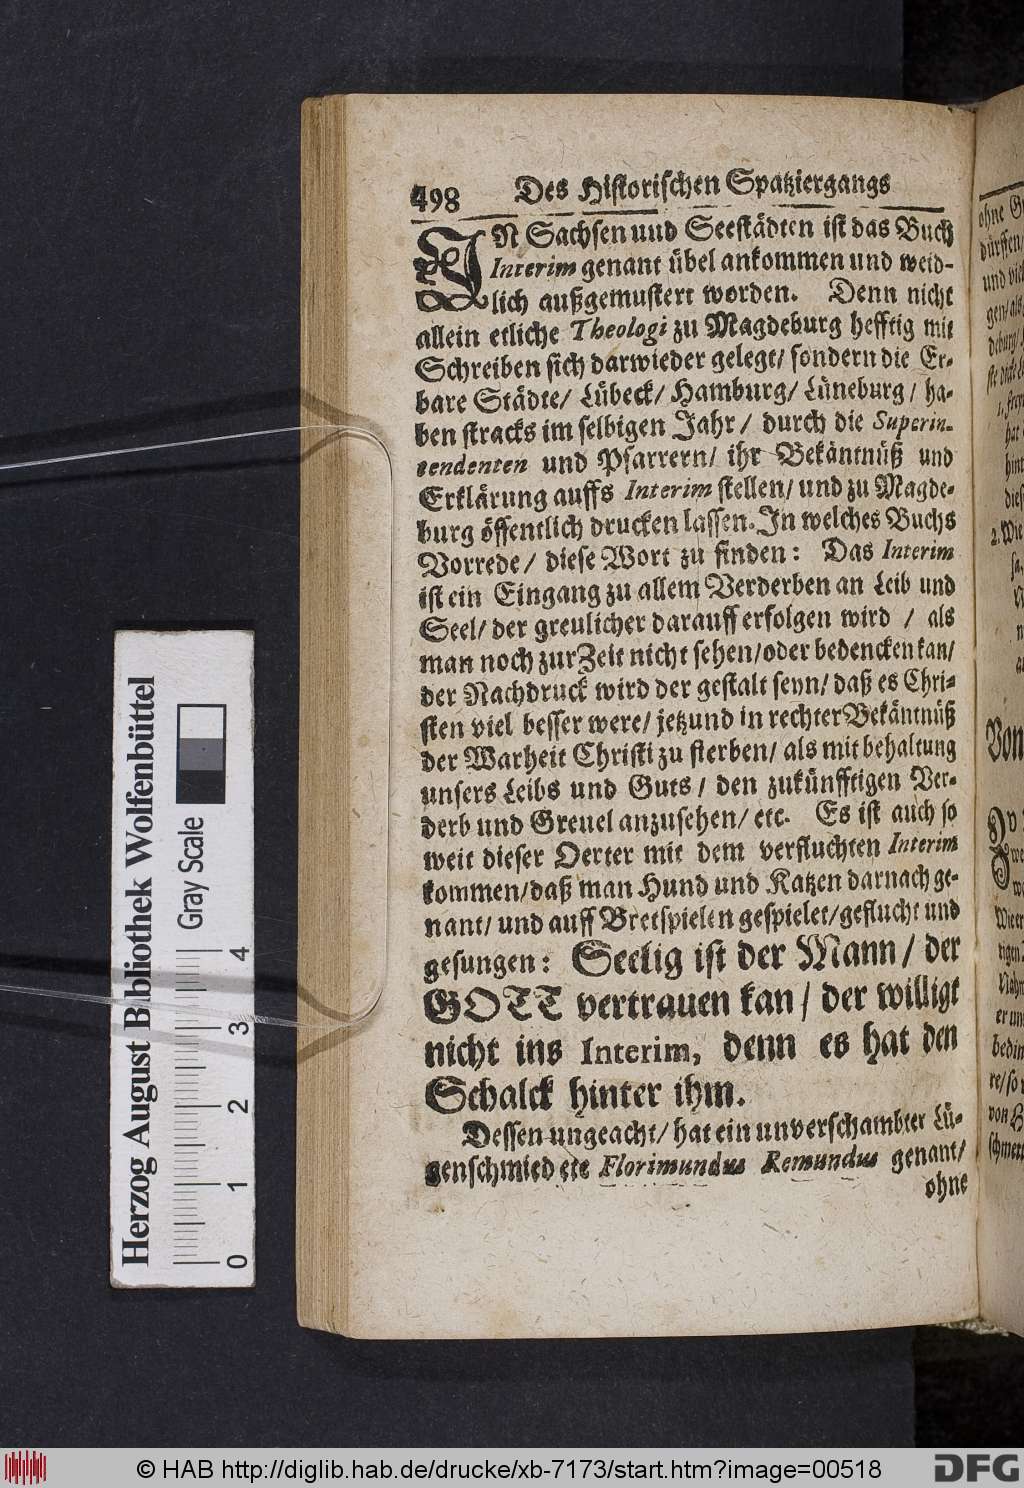 498 Des Historischen Spatziergangs
IN Sachsen und Seestädten ist das Buch
Interim genant übel ankommen und weid-
lich außgemustert worden. Denn nicht
allein etliche Theologi zu Magdeburg hefftig mit
Schreiben sich darwieder gelegt/ sondern die Er-
bare Städte/ Lübeck/ Hamburg/ Lüneburg/ ha-
ben stracks im selbigen Jahr/ durch die Superin-
tendenten und Pfarrern/ ihr Bekäntnüß und
Erklärung auffs Interim stellen/ und zu Magde-
burg öffentlich drucken lassen. In welches Buchs
Vorrede/ diese Wort zu finden: Das Interim
ist ein Eingang zu allem Verderben an Leib und
Seel/ der greulicher darauff erfolgen wird / als
man noch zur Zeit nicht sehen/oder bedencken kan/
der Nachdruck wird der gestalt seyn/ daß es Chri-
sten viel besser were/ jetzund in rechter Bekäntnüß
der Warheit Christi zu sterben/ als mit behaltung
unsers Leibs und Guts/ den zukünfftigen Ver-
derb und Greuel anzusehen/ etc. Es ist auch so
weit dieser Oerter mit dem verfluchten Interim
kommen/daß man Hund und Katzen darnach ge-
nant/ und auff Bretspielen gespielet/geflucht und
gesungen: Seelig ist der Mann/ der
GOTT vertrauen kan/ der willigt
nicht ins Interim, denn es hat den
Schalck hinter ihm.
Dessen ungeacht/ hat ein unverschambter Lü-
genschmied ete Florimundus Remundus genant/
ohne
Herzog August Bibliothek Wolfenbüttel
Gray Scale
0 1 2 3 4
© HAB http://diglib.hab.de/drucke/xb-7173/start.htm?image=00518
DFG